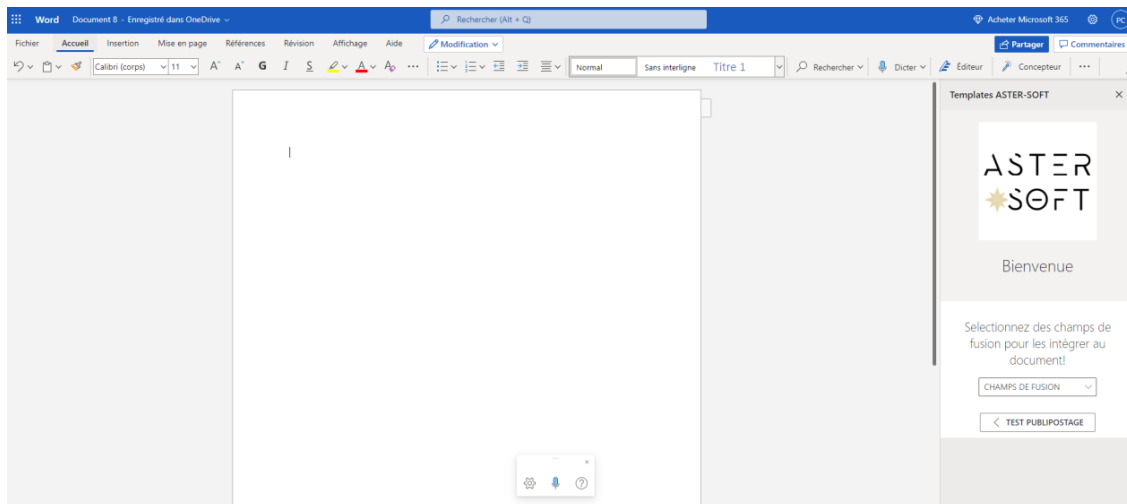 Word Document 8 - Enregistré dans OneDrive Rechercher (Alt + Q) Acheter Microsoft 365 PC
Fichier Accueil Insertion Mise en page Références Révision Affichage Aide Modification Partager Commentaires
Calibri (corps) 11 A A G I S A A Normal Sans interligne Titre 1 Rechercher Dicter Éditeur Concepteur ...
Templates ASTER-SOFT
ASTER
SOFT
Bienvenue
Selectionnez des champs de
fusion pour les intégrer au
document!
CHAMPS DE FUSION
TEST PUBLIPOSTAGE